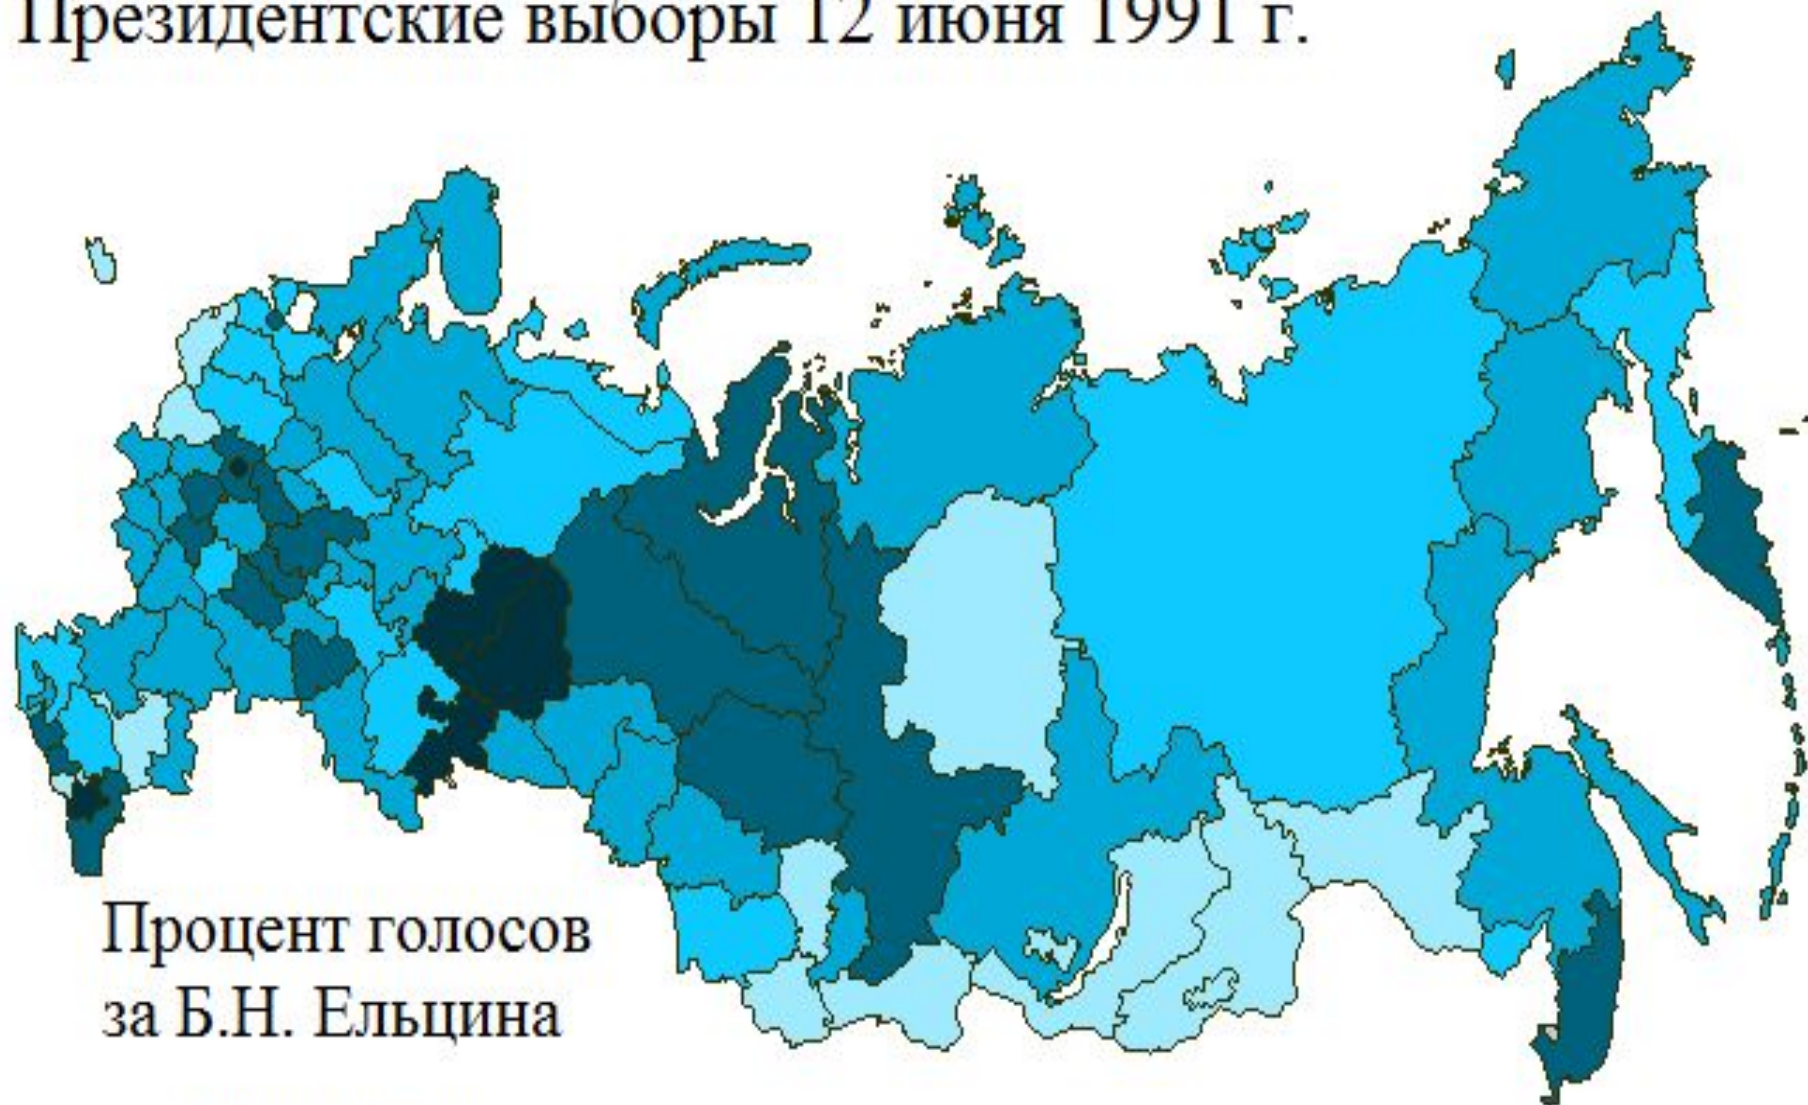 Президентские выборы 12 июня 1991 г.
Процент голосов
за Б.Н. Ельцина